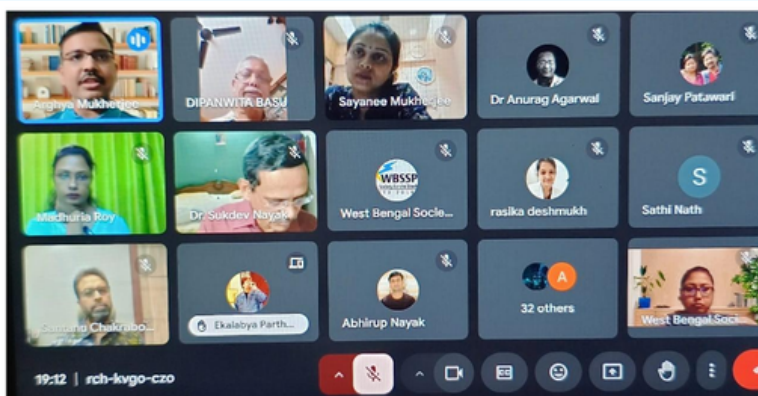 Arghya Mukherjee
DIPANWITA BASU
Sayanee Mukherjee
Dr Anurag Agarwal
Sanjay Patawari
Madhuria Roy
Dr. Sukdev Nayak
WBSSP
West Bengal Socie...
rasika deshmukh
S
Sathi Nath
Santanu Chakrabo...
Ekalabya Parth...
Abhirup Nayak
A
32 others
West Bengal Soci...
19:12 | rch-kvgo-czo